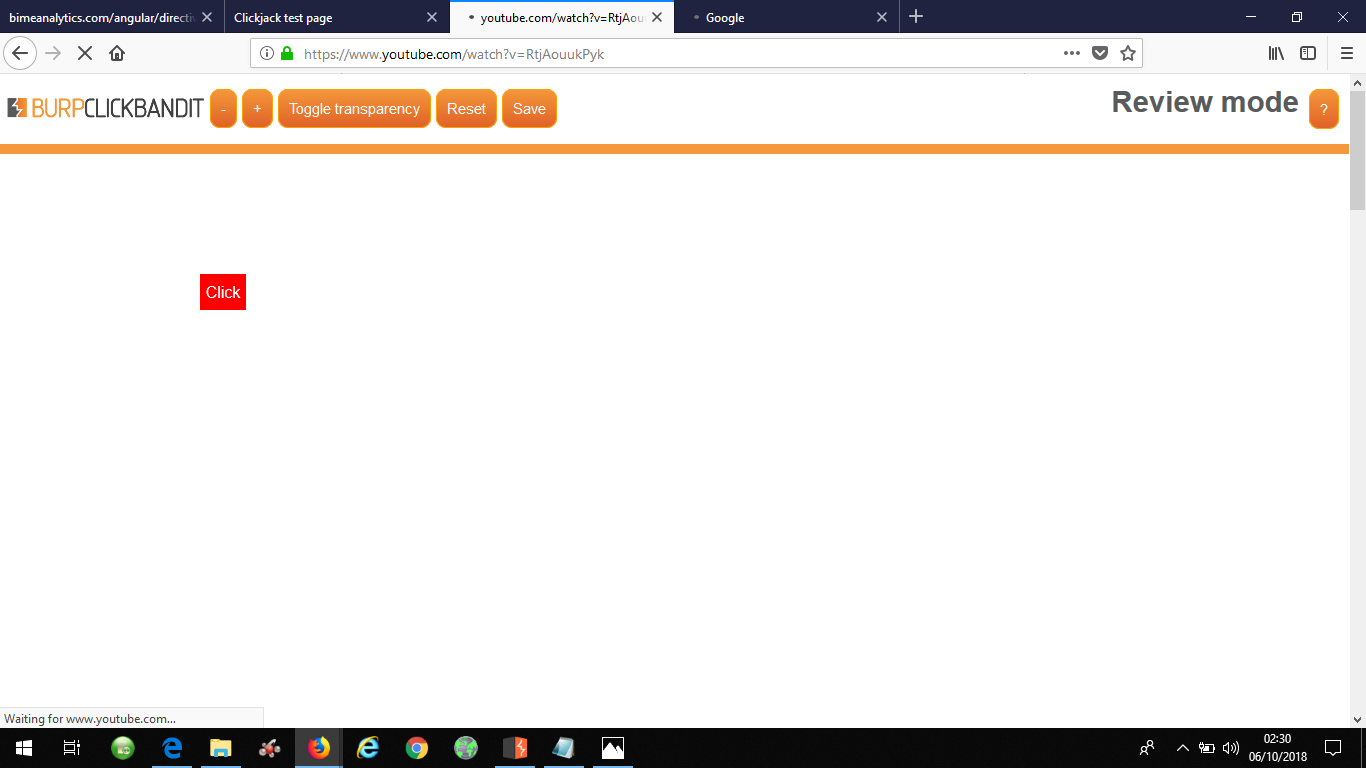 bimeanalytics.com/angular/directiv
Clickjack test page
youtube.com/watch?v=RtjAou
Google
https://www.youtube.com/watch?v=RtjAouukPyk
BURPCLICKBANDIT
-
+
Toggle transparency
Reset
Save
Review mode
?
Click
Waiting for www.youtube.com...
02:30
06/10/2018